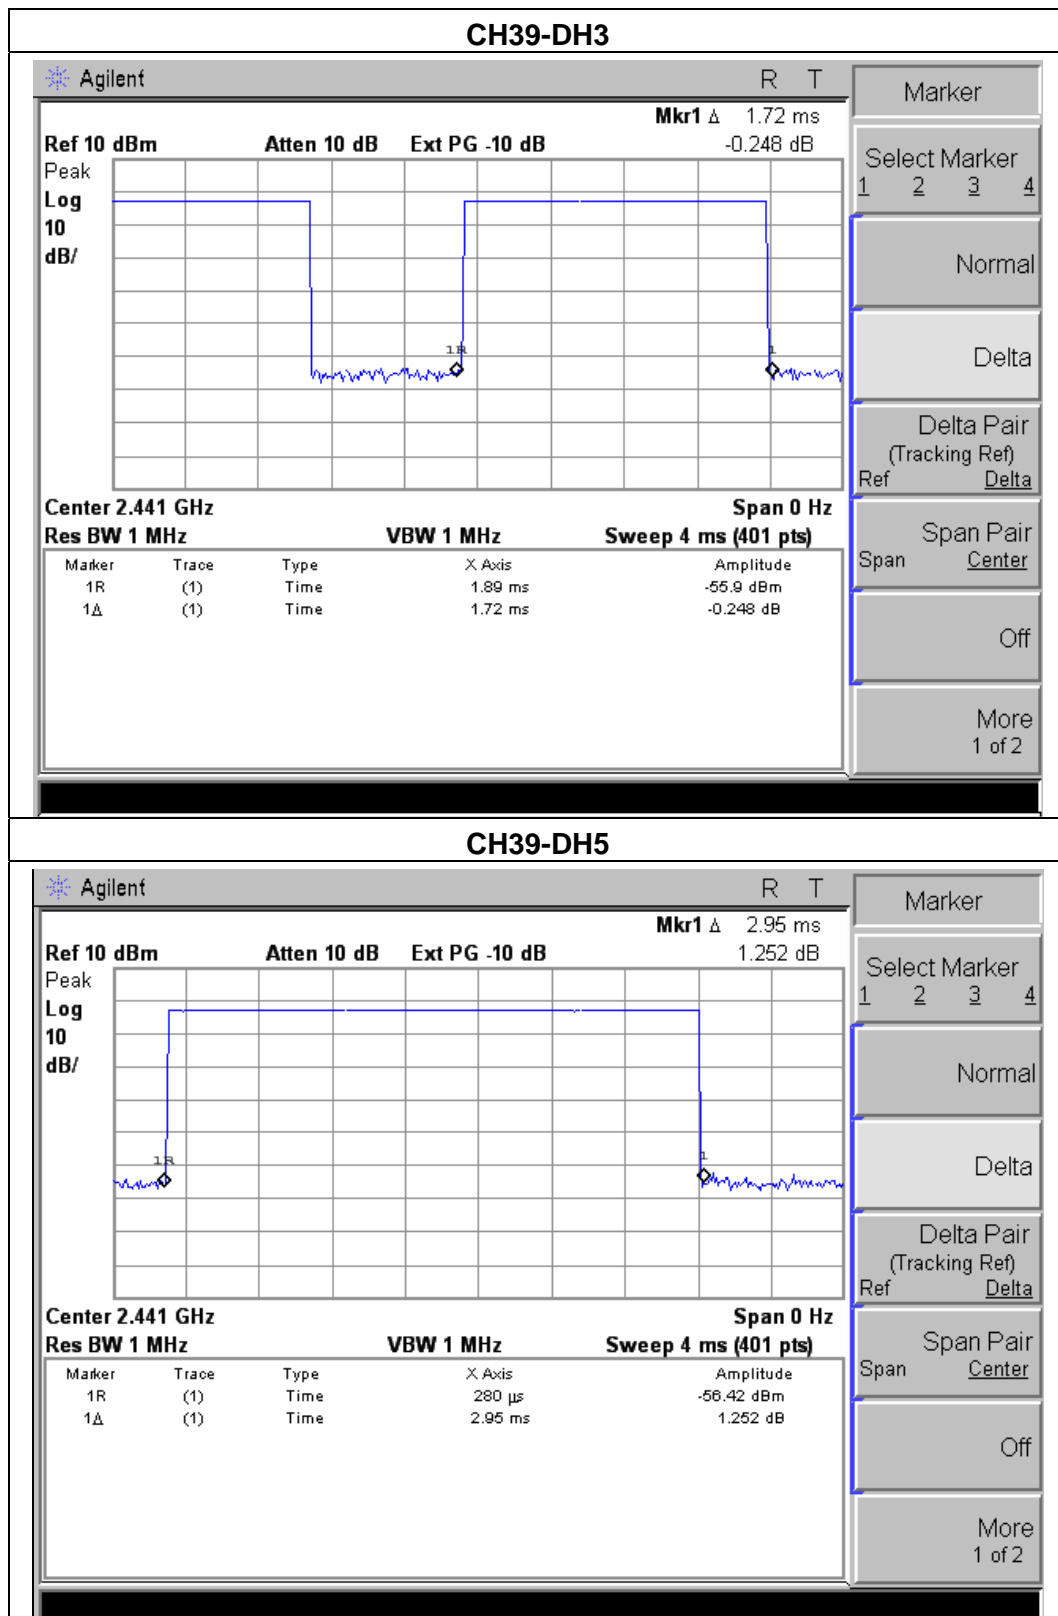 CH39-DH3
Agilent R T
Marker
Mkr1 Δ 1.72 ms
Ref 10 dBm Atten 10 dB Ext PG -10 dB -0.248 dB
Peak
Log
10
dB/
1R 1
Center 2.441 GHz Span 0 Hz
Res BW 1 MHz VBW 1 MHz Sweep 4 ms (401 pts)
Marker Trace Type X Axis Amplitude
1R (1) Time 1.89 ms -55.9 dBm
1Δ (1) Time 1.72 ms -0.248 dB
Select Marker
1 2 3 4
Normal
Delta
Delta Pair
(Tracking Ref)
Ref Delta
Span Pair
Span Center
Off
More
1 of 2
CH39-DH5
Agilent R T
Marker
Mkr1 Δ 2.95 ms
Ref 10 dBm Atten 10 dB Ext PG -10 dB 1.252 dB
Peak
Log
10
dB/
1R 1
Center 2.441 GHz Span 0 Hz
Res BW 1 MHz VBW 1 MHz Sweep 4 ms (401 pts)
Marker Trace Type X Axis Amplitude
1R (1) Time 280 µs -56.42 dBm
1Δ (1) Time 2.95 ms 1.252 dB
Select Marker
1 2 3 4
Normal
Delta
Delta Pair
(Tracking Ref)
Ref Delta
Span Pair
Span Center
Off
More
1 of 2